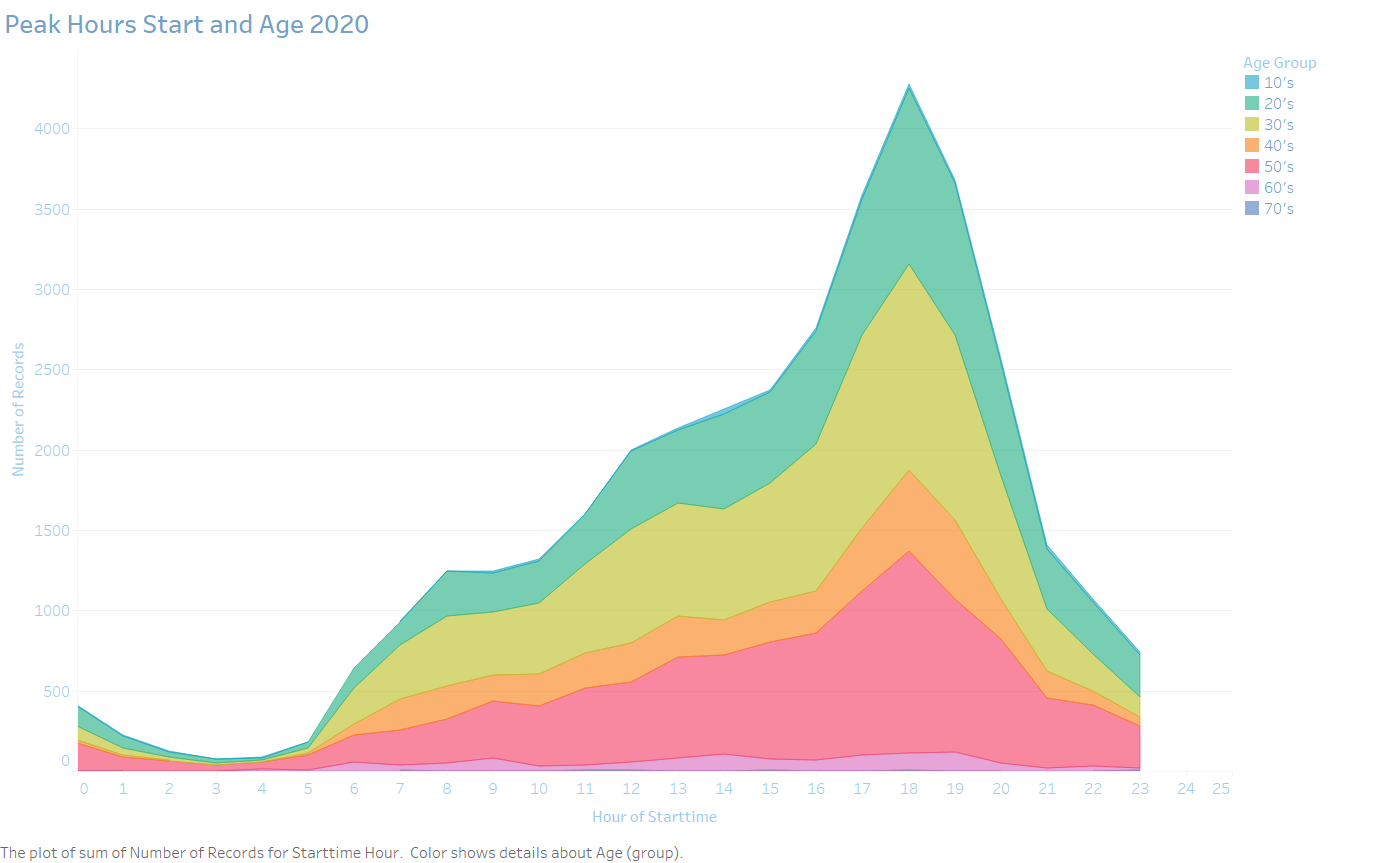 Peak Hours Start and Age 2020
Age Group
10's
20's
30's
40's
50's
60's
70's
4000
3500
3000
2500
2000
1500
1000
500
0
Number of Records
0 1 2 3 4 5 6 7 8 9 10 11 12 13 14 15 16 17 18 19 20 21 22 23 24 25
Hour of Starttime
The plot of sum of Number of Records for Starttime Hour. Color shows details about Age (group).